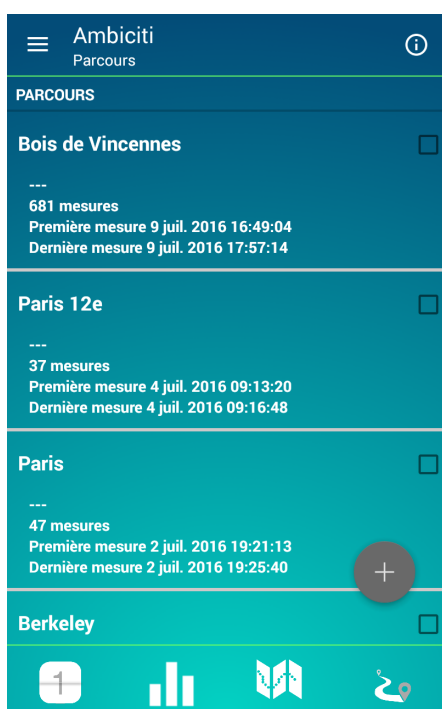 Ambiciti
Parcours
PARCOURS
Bois de Vincennes
---
681 mesures
Première mesure 9 juil. 2016 16:49:04
Dernière mesure 9 juil. 2016 17:57:14
Paris 12e
---
37 mesures
Première mesure 4 juil. 2016 09:13:20
Dernière mesure 4 juil. 2016 09:16:48
Paris
---
47 mesures
Première mesure 2 juil. 2016 19:21:13
Dernière mesure 2 juil. 2016 19:25:40
+
Berkeley
1